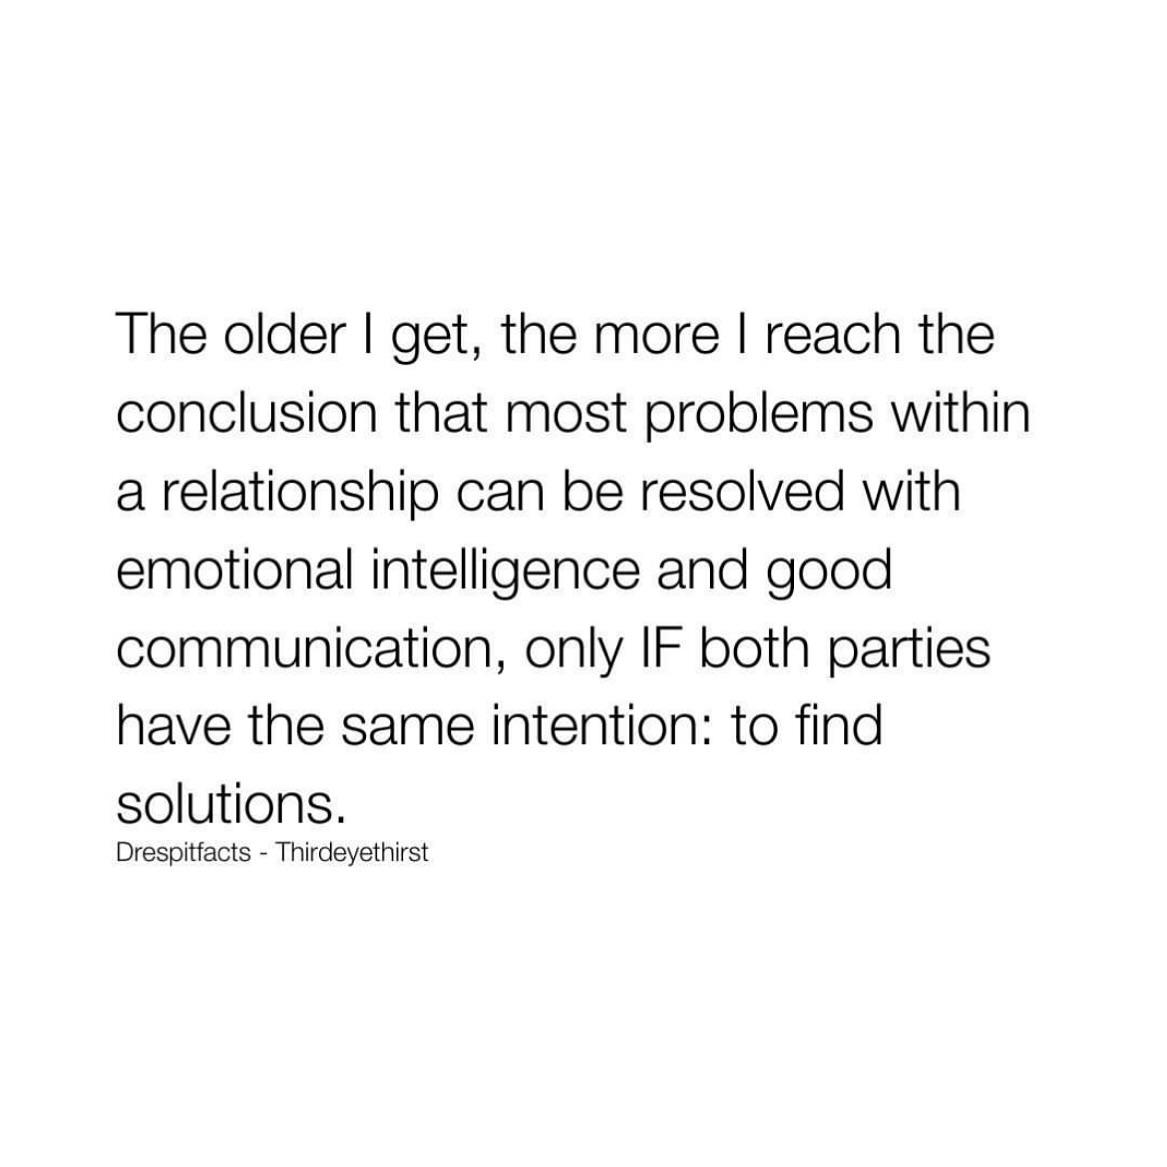 The older I get, the more I reach the
conclusion that most problems within
a relationship can be resolved with
emotional intelligence and good
communication, only IF both parties
have the same intention: to find
solutions.
Drespitfacts - Thirdeyethirst